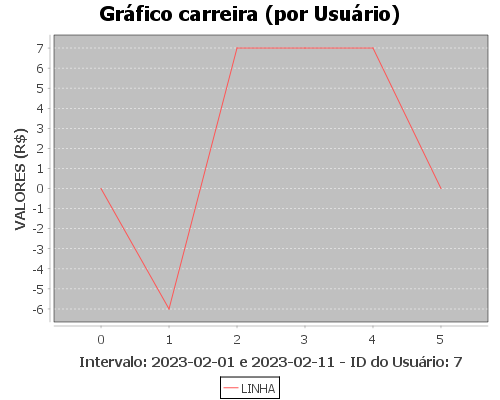 Gráfico carreira (por Usuário)
VALORES (R$)
7
6
5
4
3
2
1
0
-1
-2
-3
-4
-5
-6
0 1 2 3 4 5
Intervalo: 2023-02-01 e 2023-02-11 - ID do Usuário: 7
LINHA